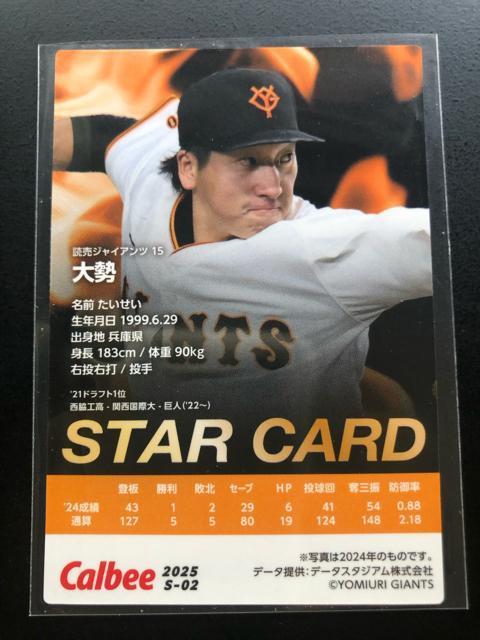 読売ジャイアンツ 15
大勢
名前 たいせい
生年月日 1999.6.29
出身地 兵庫県
身長 183cm / 体重 90kg
右投右打 / 投手
'21ドラフト1位
西脇工高 - 関西国際大 - 巨人('22〜)
NTS
STAR CARD
登板 勝利 敗北 セーブ HP 投球回 奪三振 防御率
'24成績 43 1 2 29 6 41 54 0.88
通算 127 5 5 80 19 124 148 2.18
Calbee 2025
S-02
※写真は2024年のものです。
データ提供：データスタジアム株式会社
©YOMIURI GIANTS